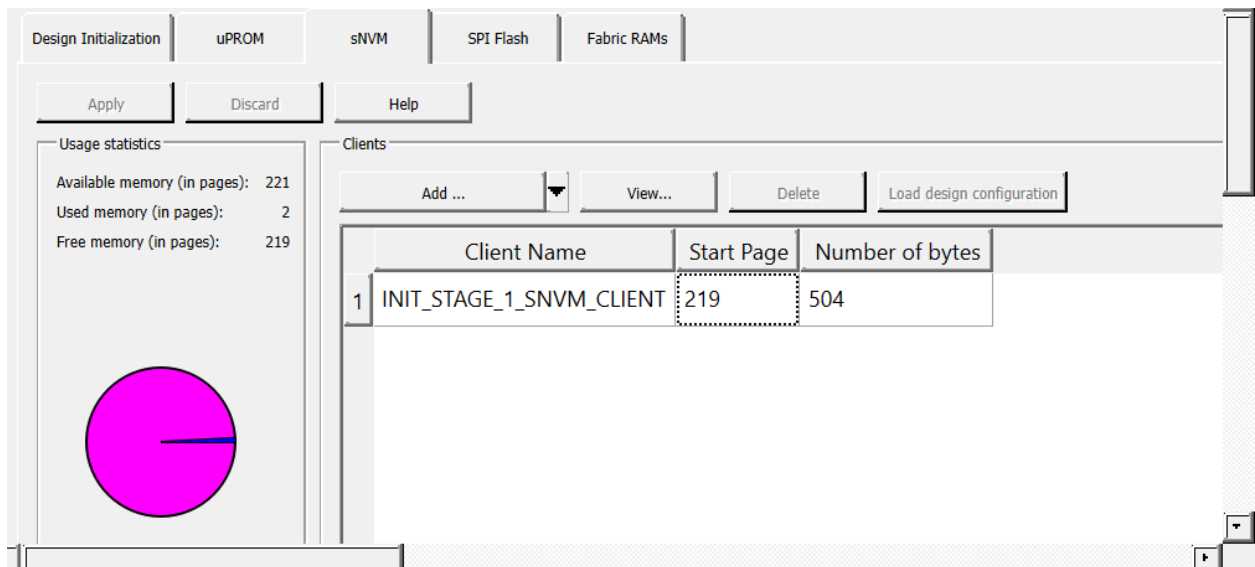 Design Initialization uPROM sNVM SPI Flash Fabric RAMs
Apply Discard Help
Usage statistics
Available memory (in pages): 221
Used memory (in pages): 2
Free memory (in pages): 219
Clients
Add ... View... Delete Load design configuration
Client Name Start Page Number of bytes
1 INIT_STAGE_1_SNVM_CLIENT 219 504